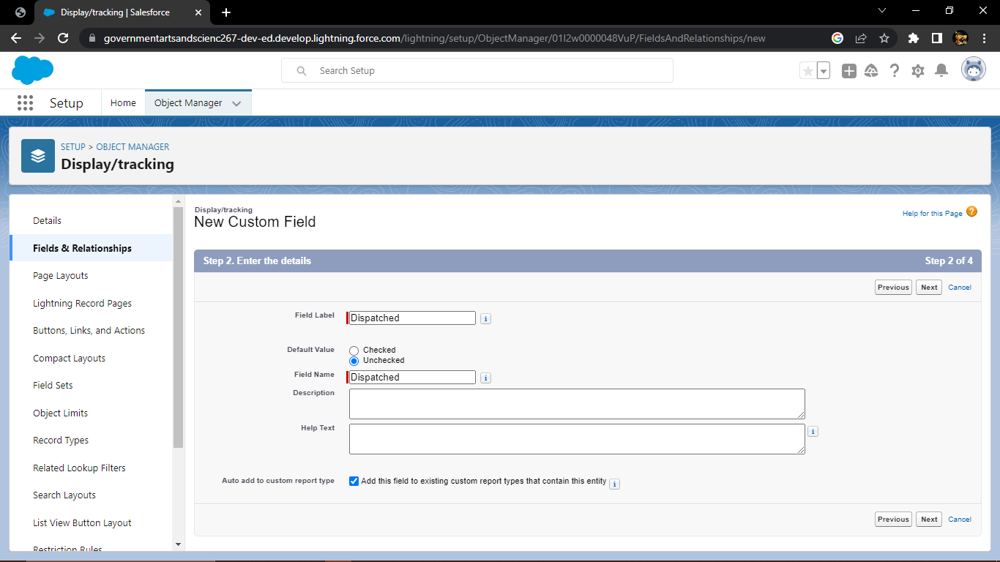 Display/tracking | Salesforce
governmentartsandscienc267-dev-ed.develop.lightning.force.com/lightning/setup/ObjectManager/01I2w0000048VuP/FieldsAndRelationships/new
Search Setup
Setup
Home
Object Manager
SETUP > OBJECT MANAGER
Display/tracking
Details
Fields & Relationships
Page Layouts
Lightning Record Pages
Buttons, Links, and Actions
Compact Layouts
Field Sets
Object Limits
Record Types
Related Lookup Filters
Search Layouts
List View Button Layout
Restriction Rules
Display/tracking
New Custom Field
Help for this Page
Step 2. Enter the details
Step 2 of 4
Previous Next Cancel
Field Label Dispatched
Default Value Checked
Unchecked
Field Name Dispatched
Description
Help Text
Auto add to custom report type Add this field to existing custom report types that contain this entity
Previous Next Cancel